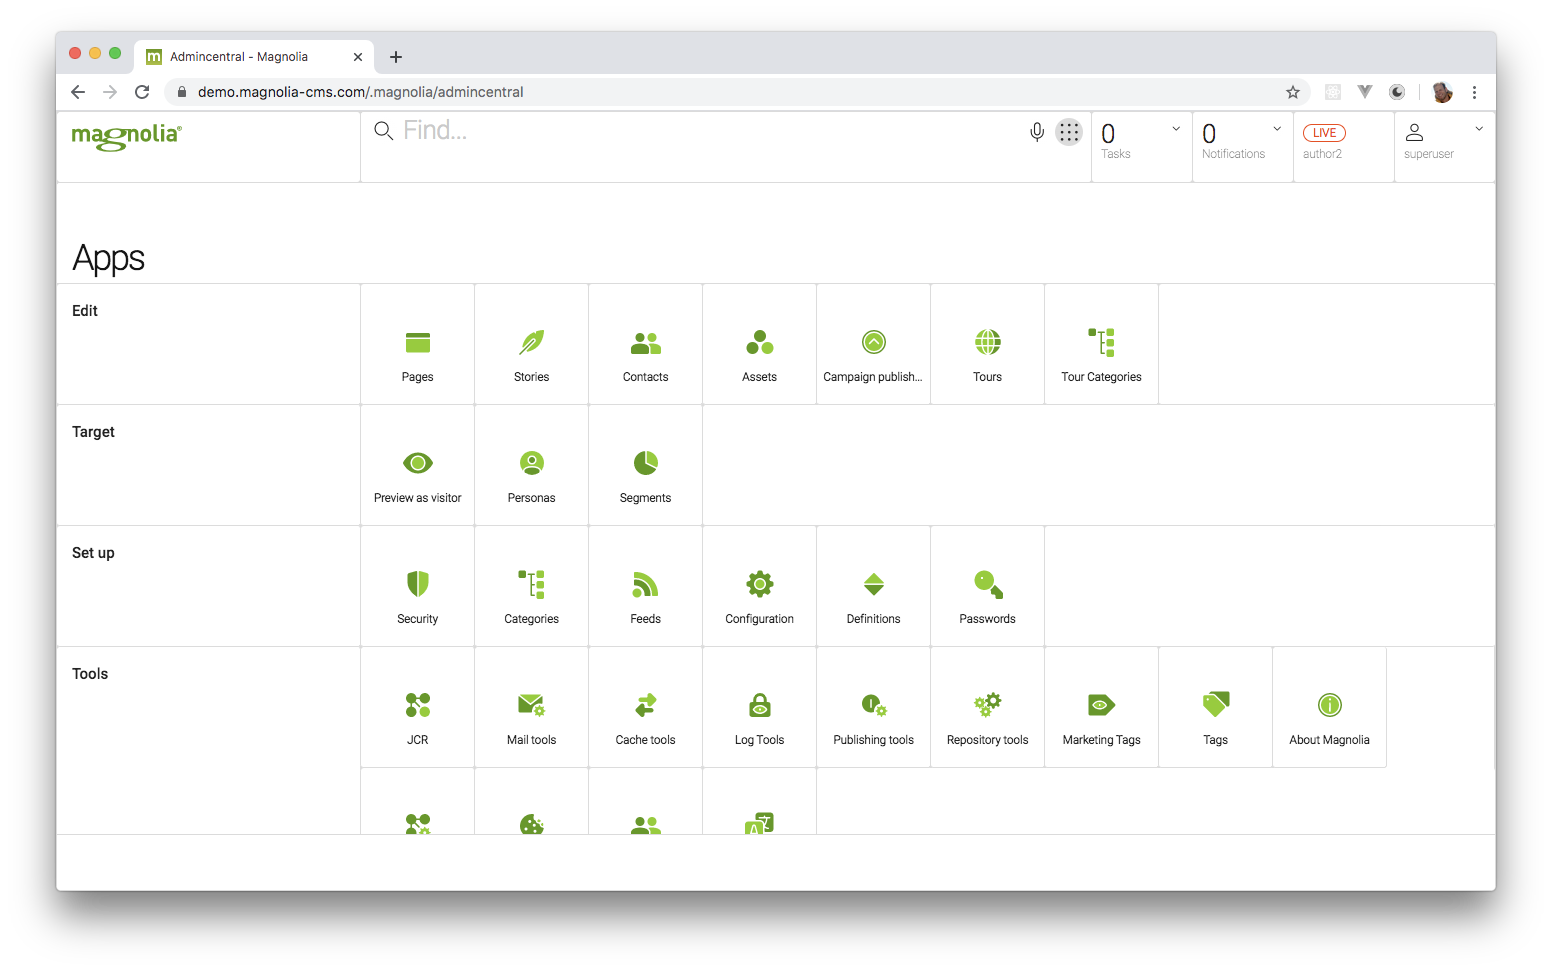 Admincentral - Magnolia
demo.magnolia-cms.com/.magnolia/admincentral
magnolia®
Find...
0
Tasks
0
Notifications
LIVE
author2
superuser
Apps
Edit
Pages
Stories
Contacts
Assets
Campaign publish...
Tours
Tour Categories
Target
Preview as visitor
Personas
Segments
Set up
Security
Categories
Feeds
Configuration
Definitions
Passwords
Tools
JCR
Mail tools
Cache tools
Log Tools
Publishing tools
Repository tools
Marketing Tags
Tags
About Magnolia